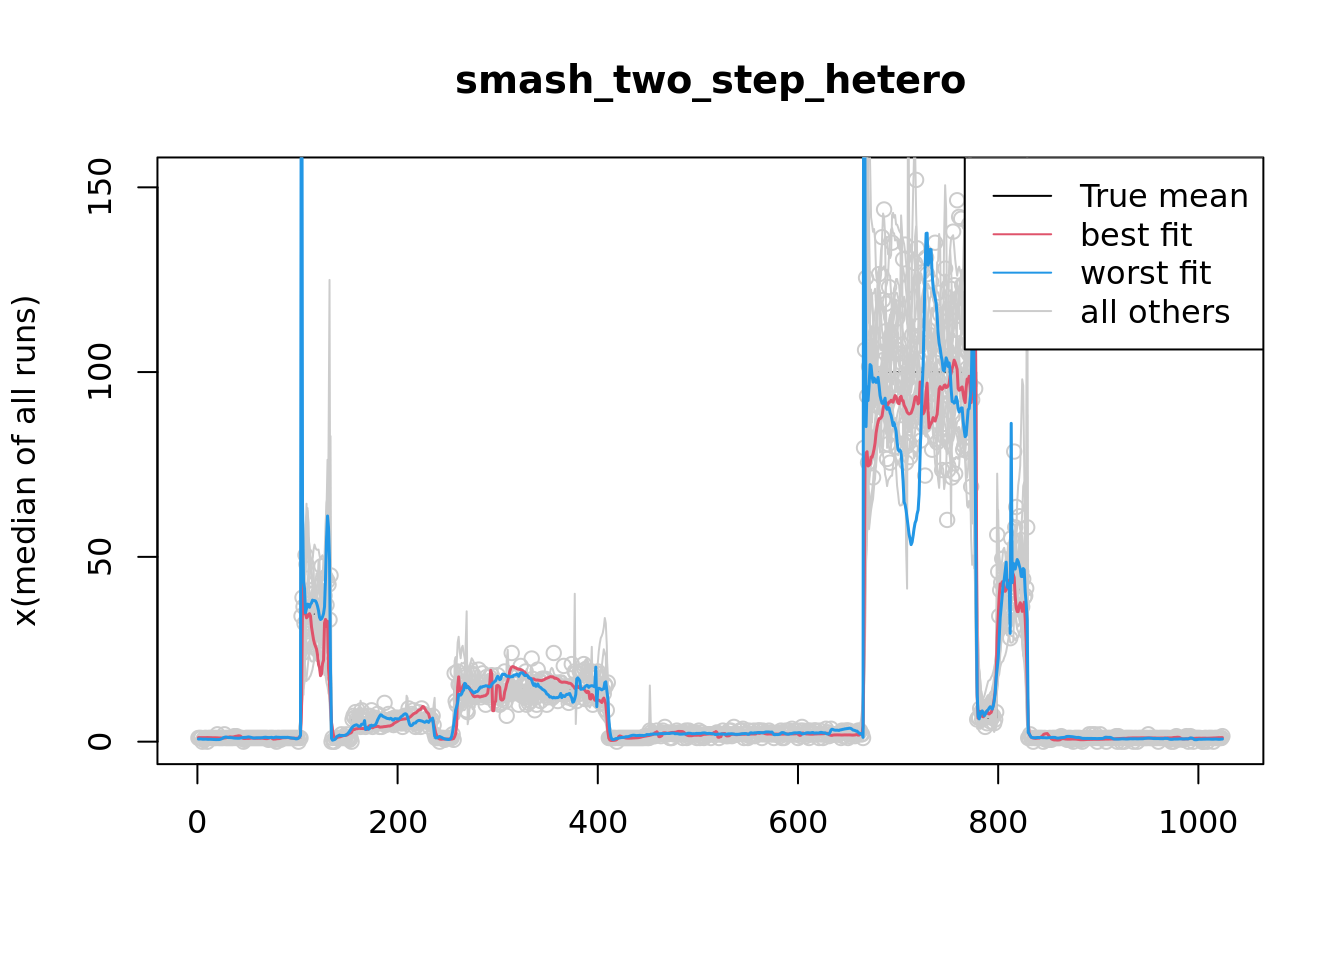 smash_two_step_hetero
x(median of all runs)
150
100
50
0
True mean
best fit
worst fit
all others
0 200 400 600 800 1000